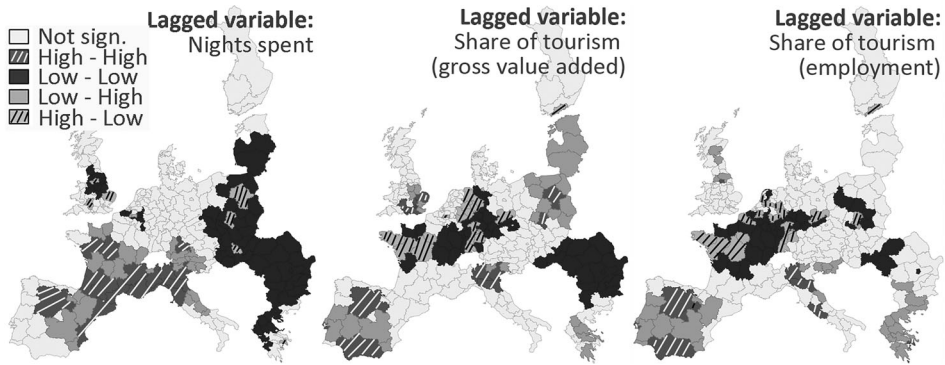 Lagged variable:
Nights spent
Not sign.
High - High
Low - Low
Low - High
High - Low
Lagged variable:
Share of tourism
(gross value added)
Lagged variable:
Share of tourism
(employment)